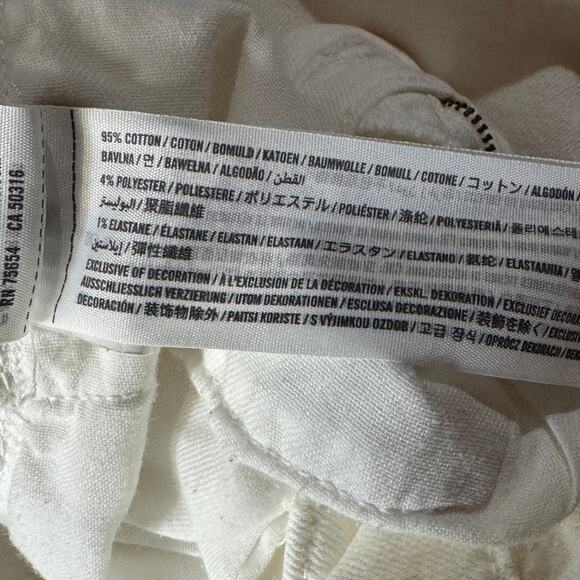 95% COTTON / COTON / BOMULD / KATOEN / BAUMWOLLE / BOMULL / COTONE / コットン / ALGODÓN /
BAVLNA / 면 / BAWEŁNA / ALGODÃO / القطن
4% POLYESTER / POLIESTERE / ポリエステル / POLIÉSTER / 涤纶 / POLYESTERIÄ / 폴리에스테
البوليستر / 聚脂纖維
1% ELASTANE / ÉLASTANE / ELASTAN / ELASTAAN / エラスタン / ELASTANO / 氨纶 / ELASTAANIA /
إيلاستين / 彈性纖維
EXCLUSIVE OF DECORATION / À L'EXCLUSION DE LA DÉCORATION / EKSKL. DEKORATION / EXCLUSIEF
AUSSCHLIESSLICH VERZIERUNG / UTOM DEKORATIONEN / ESCLUSA DECORAZIONE / 装飾を除く / EXCLUSI
DECORACIÓN / 装饰物除外 / PAITSI KORISTE / S VÝJIMKOU OZDOB / 고급 장식 / OPRÓCZ DEKORACJI /
RN 75654 CA 50316